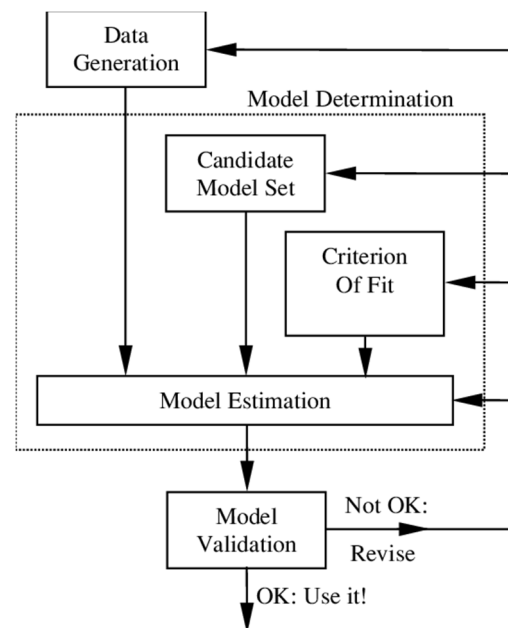 Data
Generation
Model Determination
Candidate
Model Set
Criterion
Of Fit
Model Estimation
Model
Validation
Not OK:
Revise
OK: Use it!